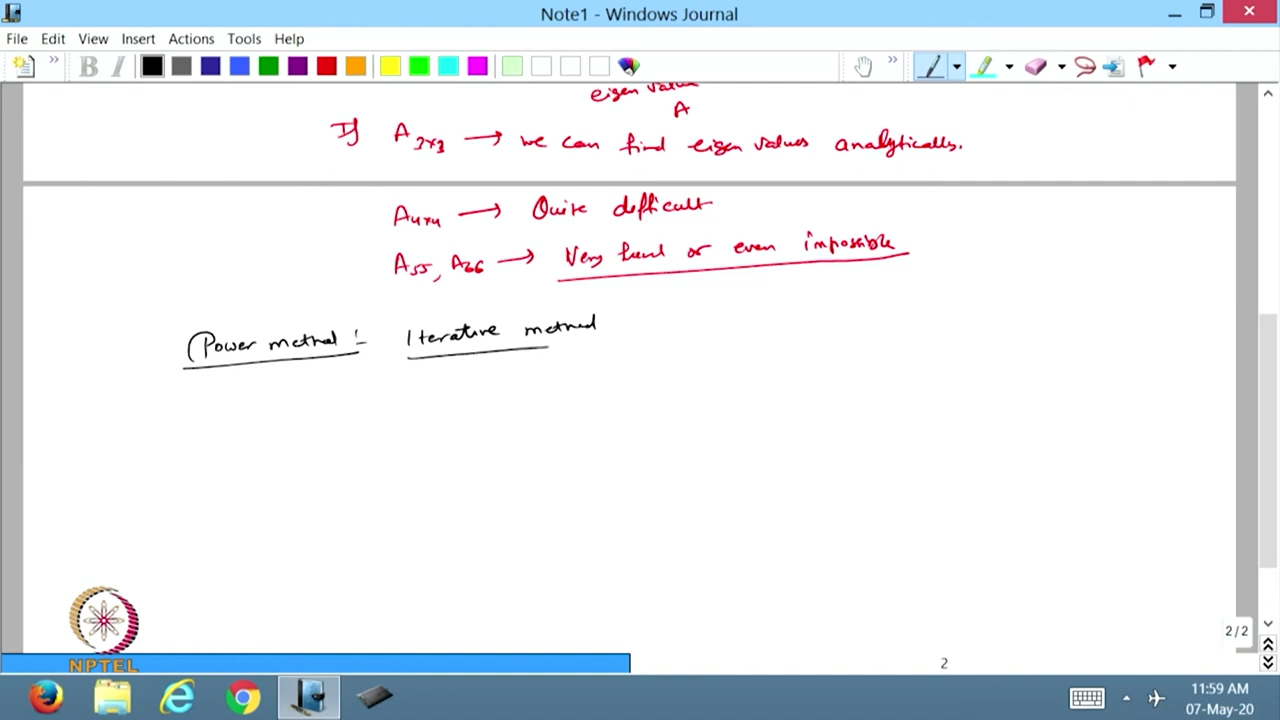 Note1 - Windows Journal
File Edit View Insert Actions Tools Help
B I
eigen value
A
If A3x3 → we can find eigen values analytically.
A4x4 → Quite defficult
A55, A66 → Very hard or even impossible
Power method :- Iterative method
2 / 2
NPTEL
2
11:59 AM
07-May-20